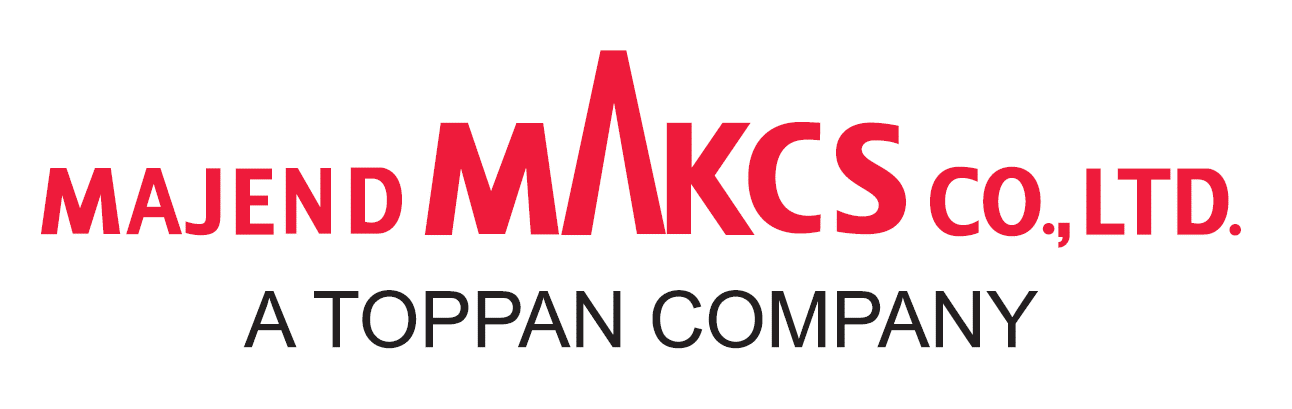 MAJEND MAKCS CO.,LTD.
A TOPPAN COMPANY